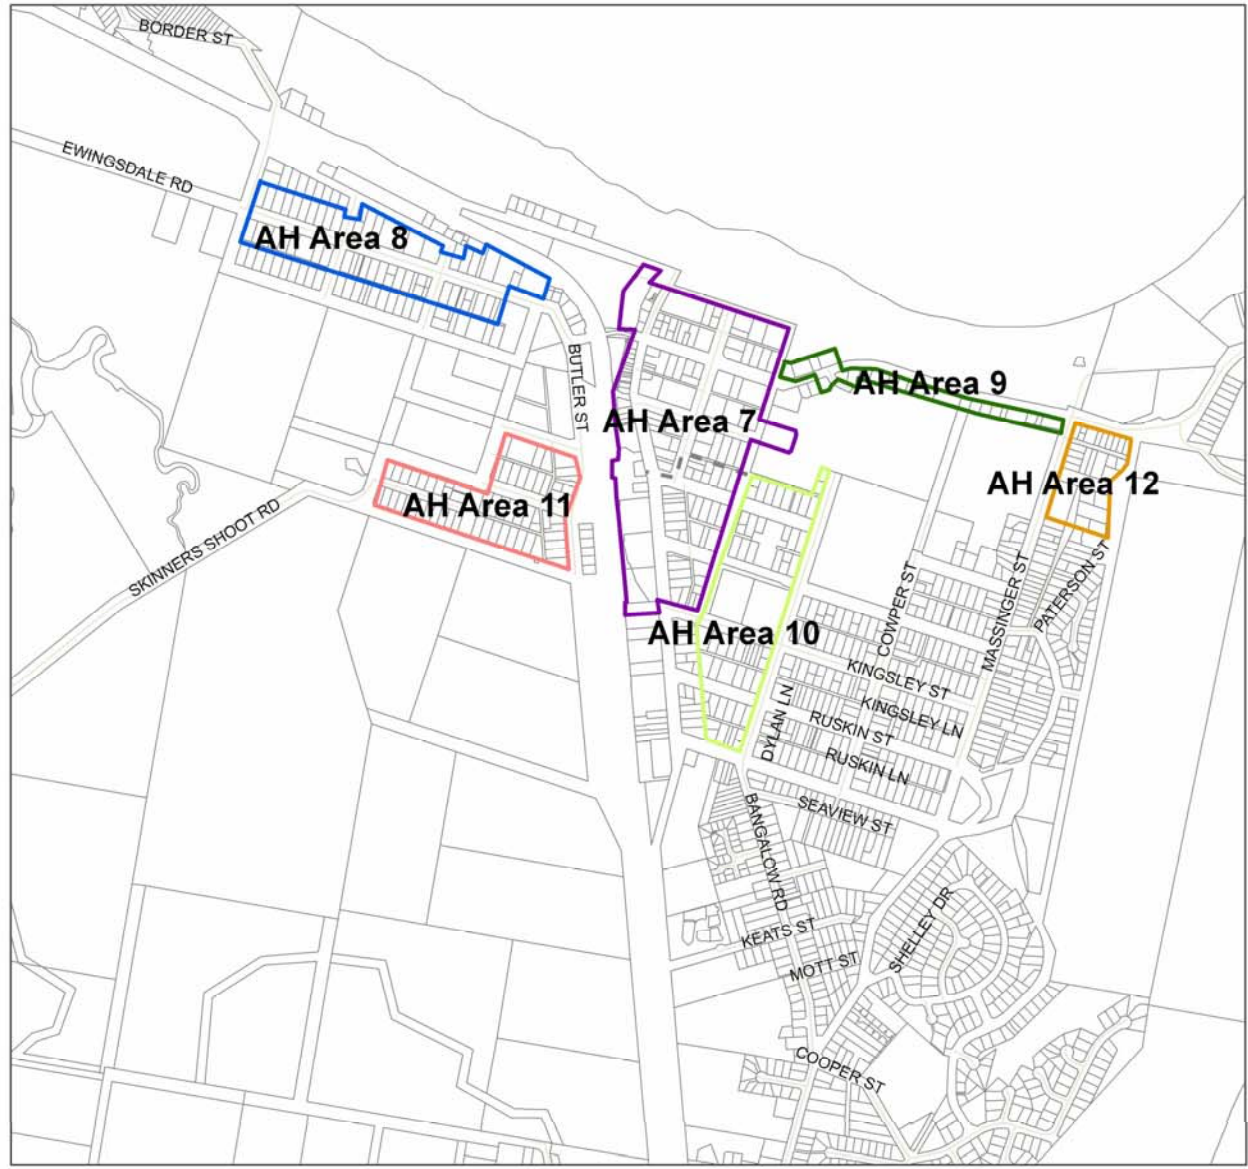 BORDER ST
EWINGSDALE RD
AH Area 8
BUTLER ST
AH Area 9
AH Area 7
AH Area 12
AH Area 11
SKINNERS SHOOT RD
PATERSON ST
MASSINGER ST
COWPER ST
AH Area 10
KINGSLEY ST
KINGSLEY LN
DYLAN LN
RUSKIN ST
RUSKIN LN
SEAVIEW ST
BANGALOW RD
SHELLEY DR
KEATS ST
MOTT ST
COOPER ST